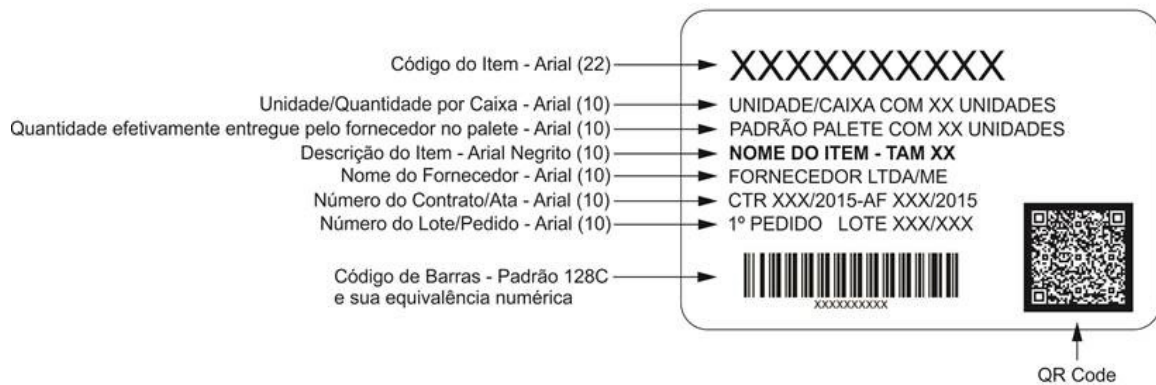 Código do Item - Arial (22)
XXXXXXXXXX
Unidade/Quantidade por Caixa - Arial (10)
UNIDADE/CAIXA COM XX UNIDADES
Quantidade efetivamente entregue pelo fornecedor no palete - Arial (10)
PADRÃO PALETE COM XX UNIDADES
Descrição do Item - Arial Negrito (10)
NOME DO ITEM - TAM XX
Nome do Fornecedor - Arial (10)
FORNECEDOR LTDA/ME
Número do Contrato/Ata - Arial (10)
CTR XXX/2015-AF XXX/2015
Número do Lote/Pedido - Arial (10)
1º PEDIDO LOTE XXX/XXX
Código de Barras - Padrão 128C
e sua equivalência numérica
XXXXXXXXXX
QR Code